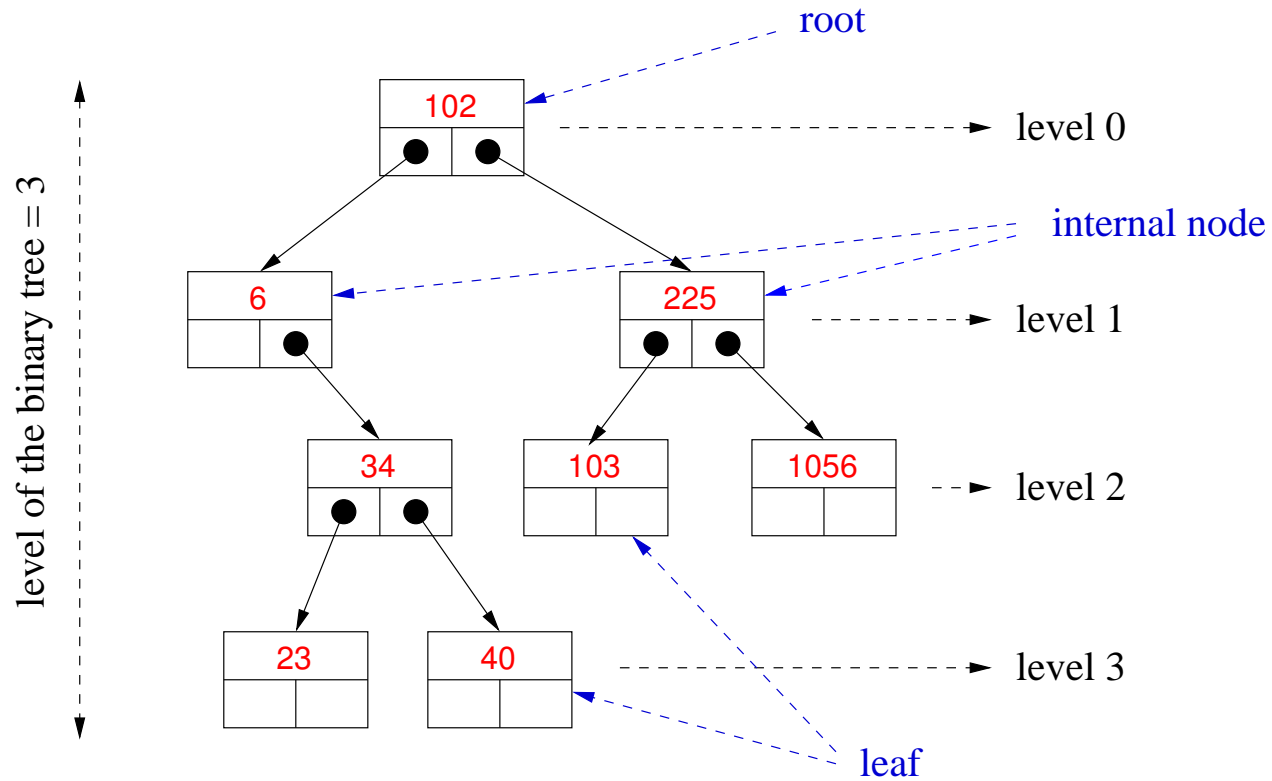 root
102
level 0
internal node
6
225
level 1
level of the binary tree = 3
34
103
1056
level 2
23
40
level 3
leaf